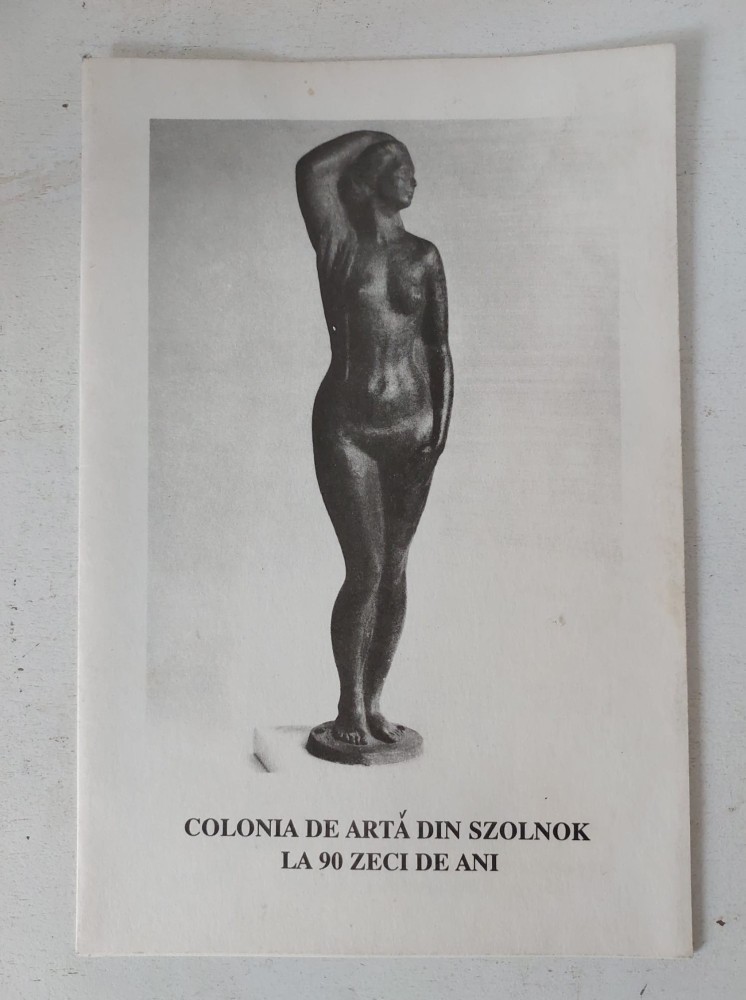 COLONIA DE ARTĂ DIN SZOLNOK
LA 90 ZECI DE ANI